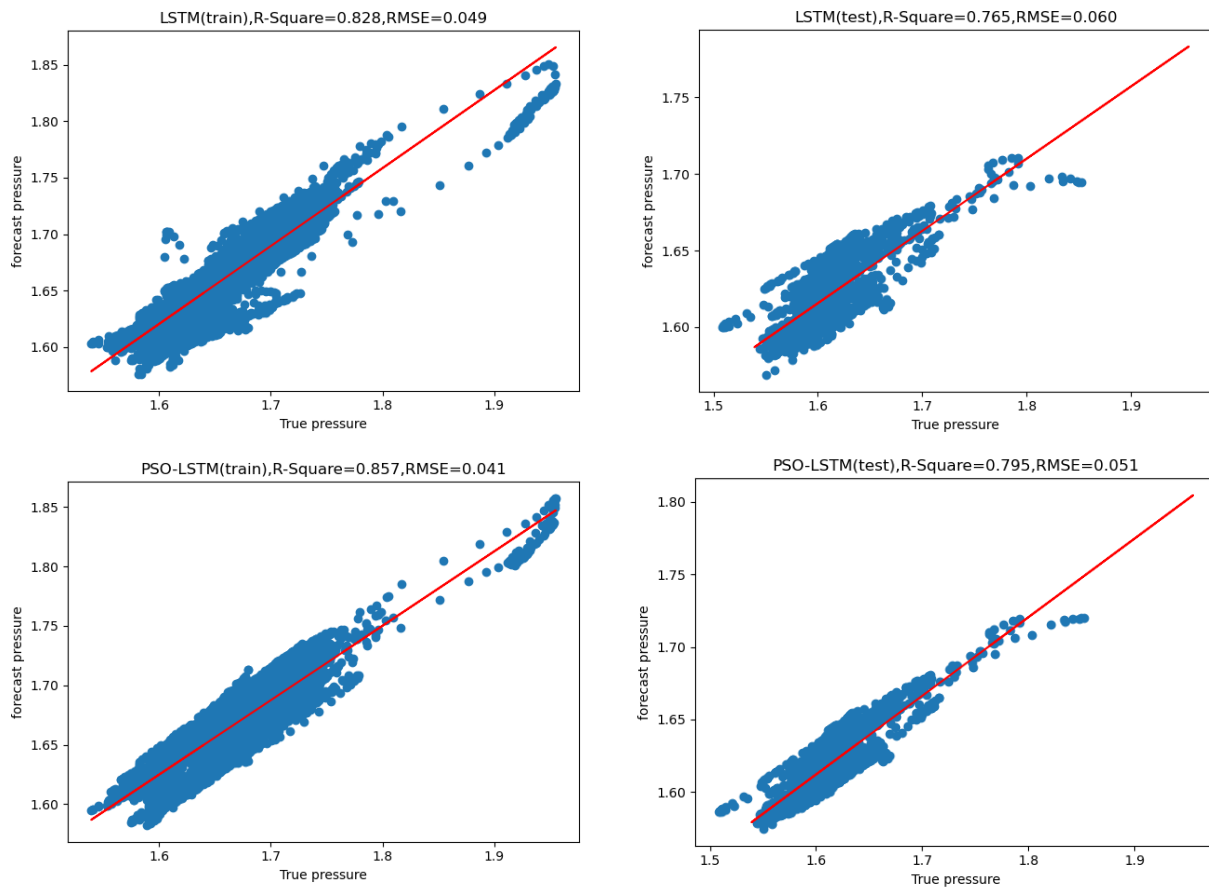 LSTM(train),R-Square=0.828,RMSE=0.049
1.85
1.80
1.75
1.70
1.65
1.60
forecast pressure
1.6 1.7 1.8 1.9
True pressure
LSTM(test),R-Square=0.765,RMSE=0.060
1.75
1.70
1.65
1.60
forecast pressure
1.5 1.6 1.7 1.8 1.9
True pressure
PSO-LSTM(train),R-Square=0.857,RMSE=0.041
1.85
1.80
1.75
1.70
1.65
1.60
forecast pressure
1.6 1.7 1.8 1.9
True pressure
PSO-LSTM(test),R-Square=0.795,RMSE=0.051
1.80
1.75
1.70
1.65
1.60
forecast pressure
1.5 1.6 1.7 1.8 1.9
True pressure